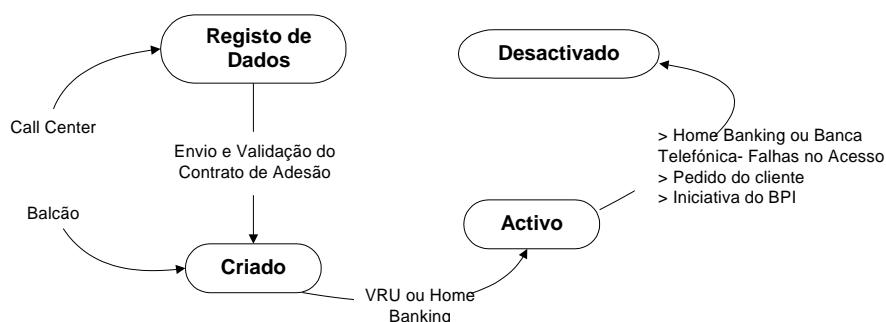 Registo de
Dados
Desactivado
Call Center
Envio e Validação do
Contrato de Adesão
> Home Banking ou Banca
Telefónica- Falhas no Acesso
> Pedido do cliente
> Iniciativa do BPI
Balcão
Activo
Criado
VRU ou Home
Banking